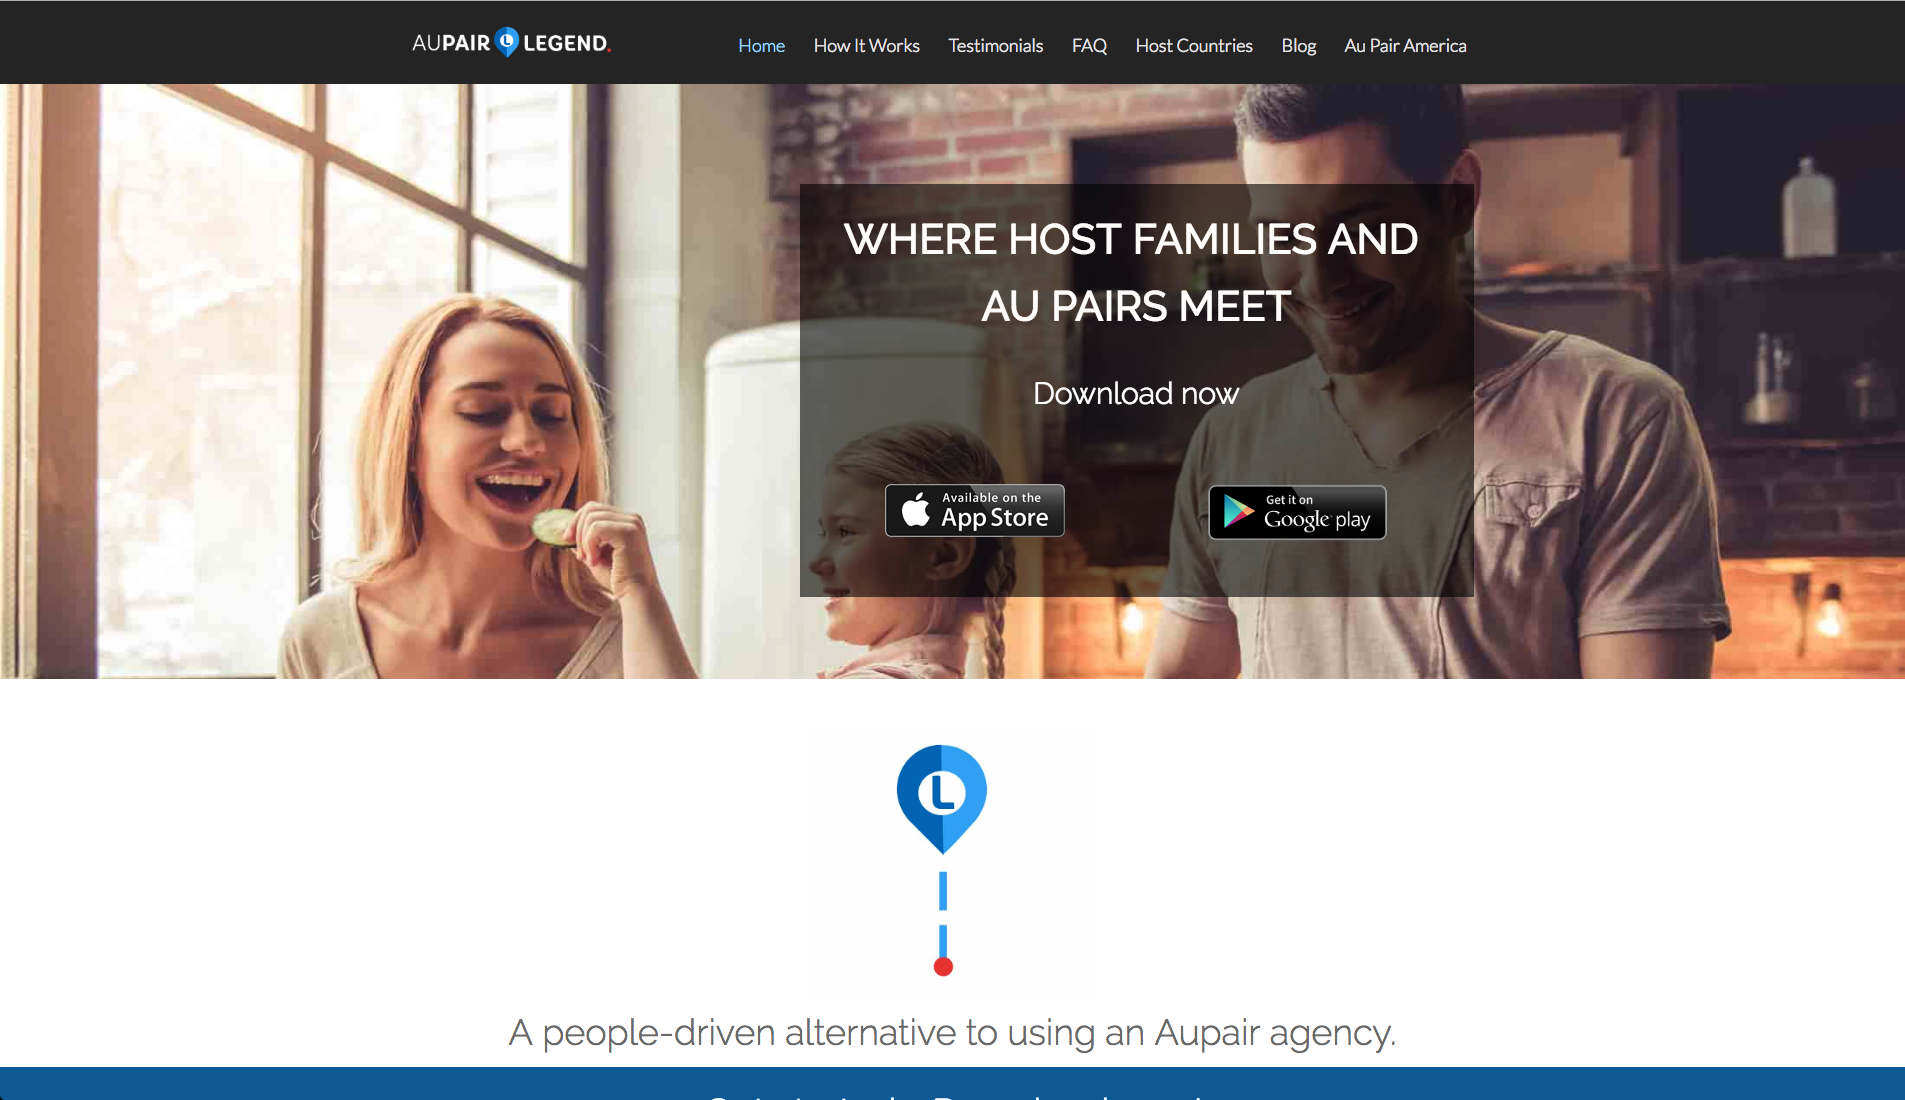 AUPAIR L LEGEND.
Home How It Works Testimonials FAQ Host Countries Blog Au Pair America
WHERE HOST FAMILIES AND
AU PAIRS MEET
Download now
Available on the
App Store
Get it on
Google play
L
A people-driven alternative to using an Aupair agency.